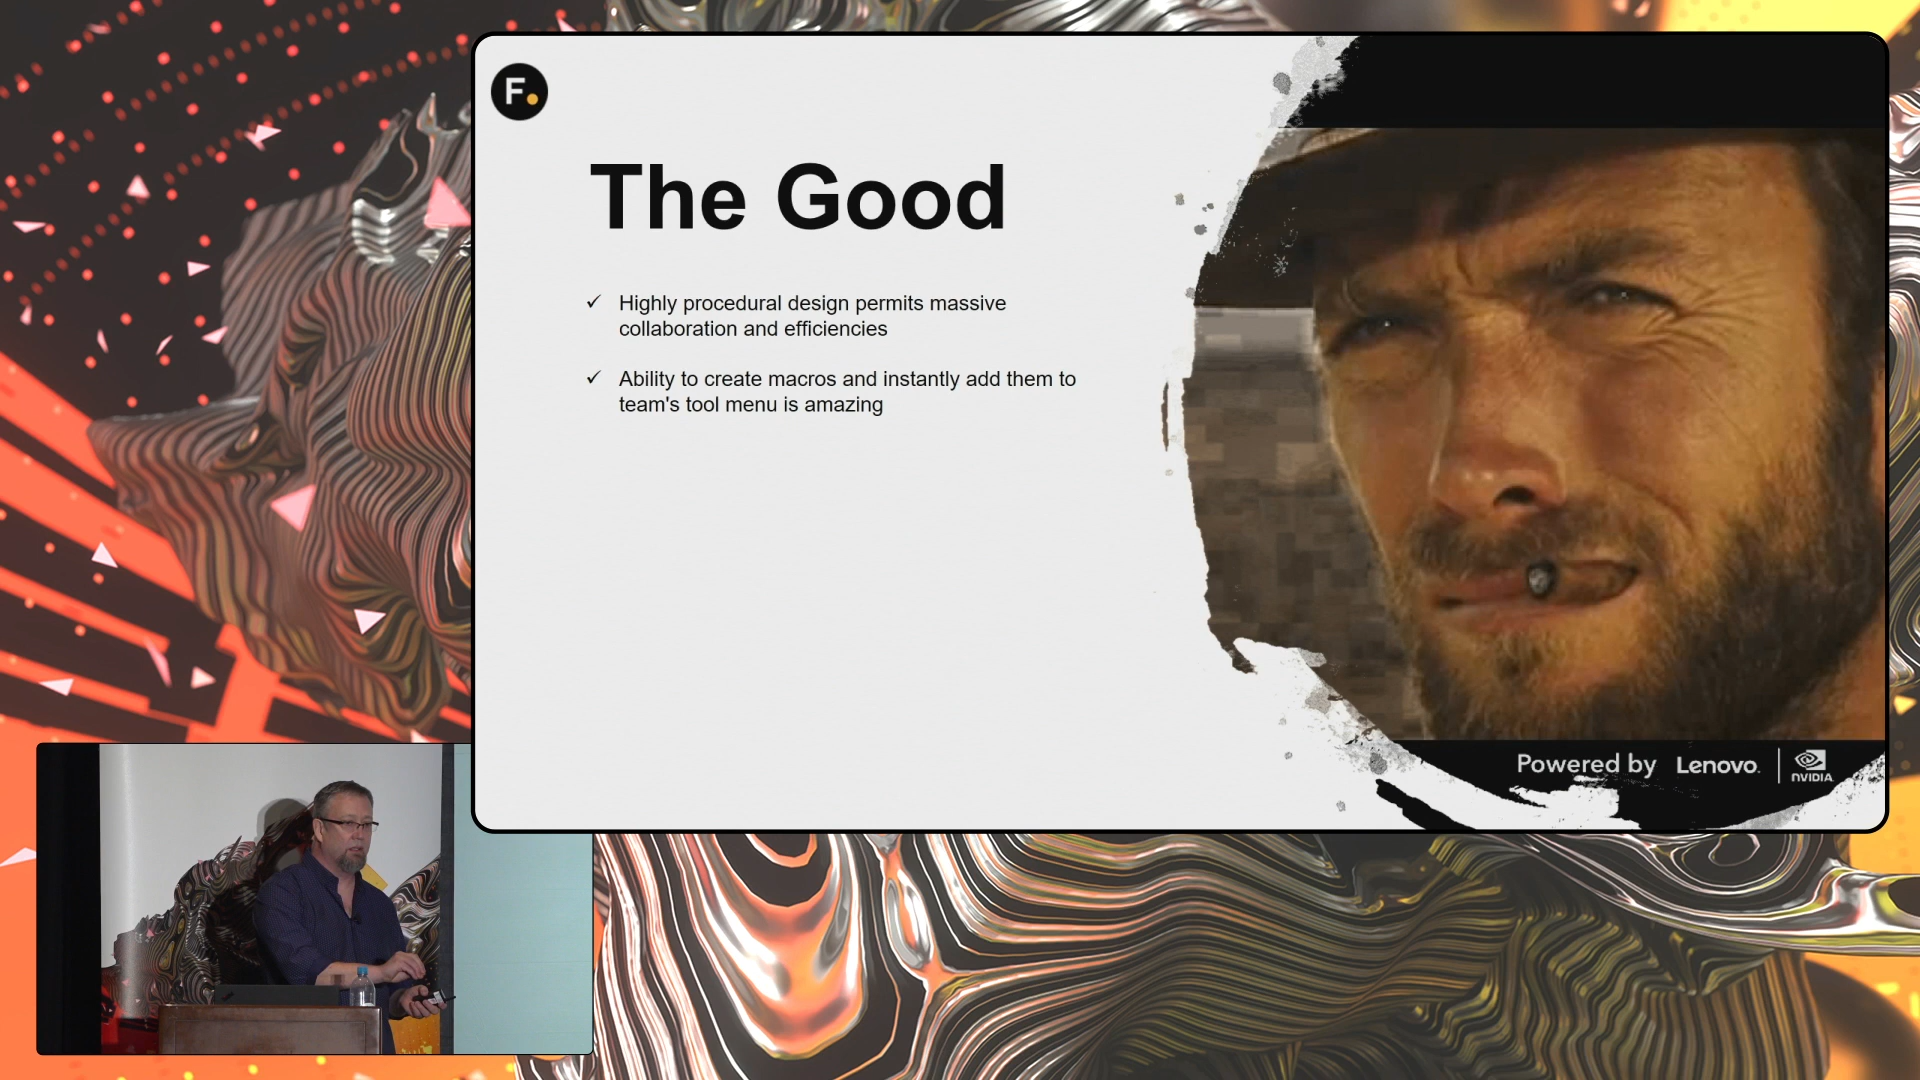 F.
The Good
✓ Highly procedural design permits massive
collaboration and efficiencies
✓ Ability to create macros and instantly add them to
team's tool menu is amazing
Powered by Lenovo. | NVIDIA